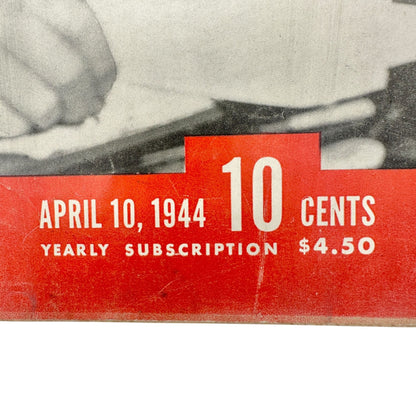 APRIL 10, 1944 10 CENTS
YEARLY SUBSCRIPTION $4.50